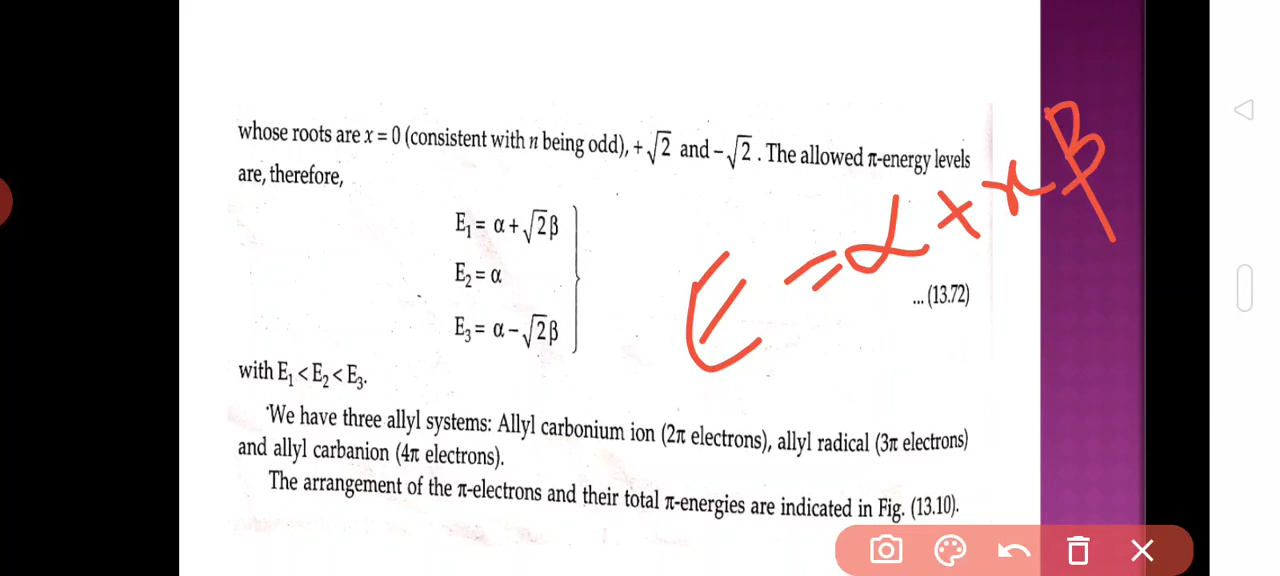 whose roots are x = 0 (consistent with n being odd), + √2 and – √2 . The allowed π-energy levels
are, therefore,
E₁ = α + √2β
E₂ = α
E₃ = α – √2β
... (13.72)
E = α + xβ
with E₁ < E₂ < E₃.
'We have three allyl systems: Allyl carbonium ion (2π electrons), allyl radical (3π electrons)
and allyl carbanion (4π electrons).
The arrangement of the π-electrons and their total π-energies are indicated in Fig. (13.10).